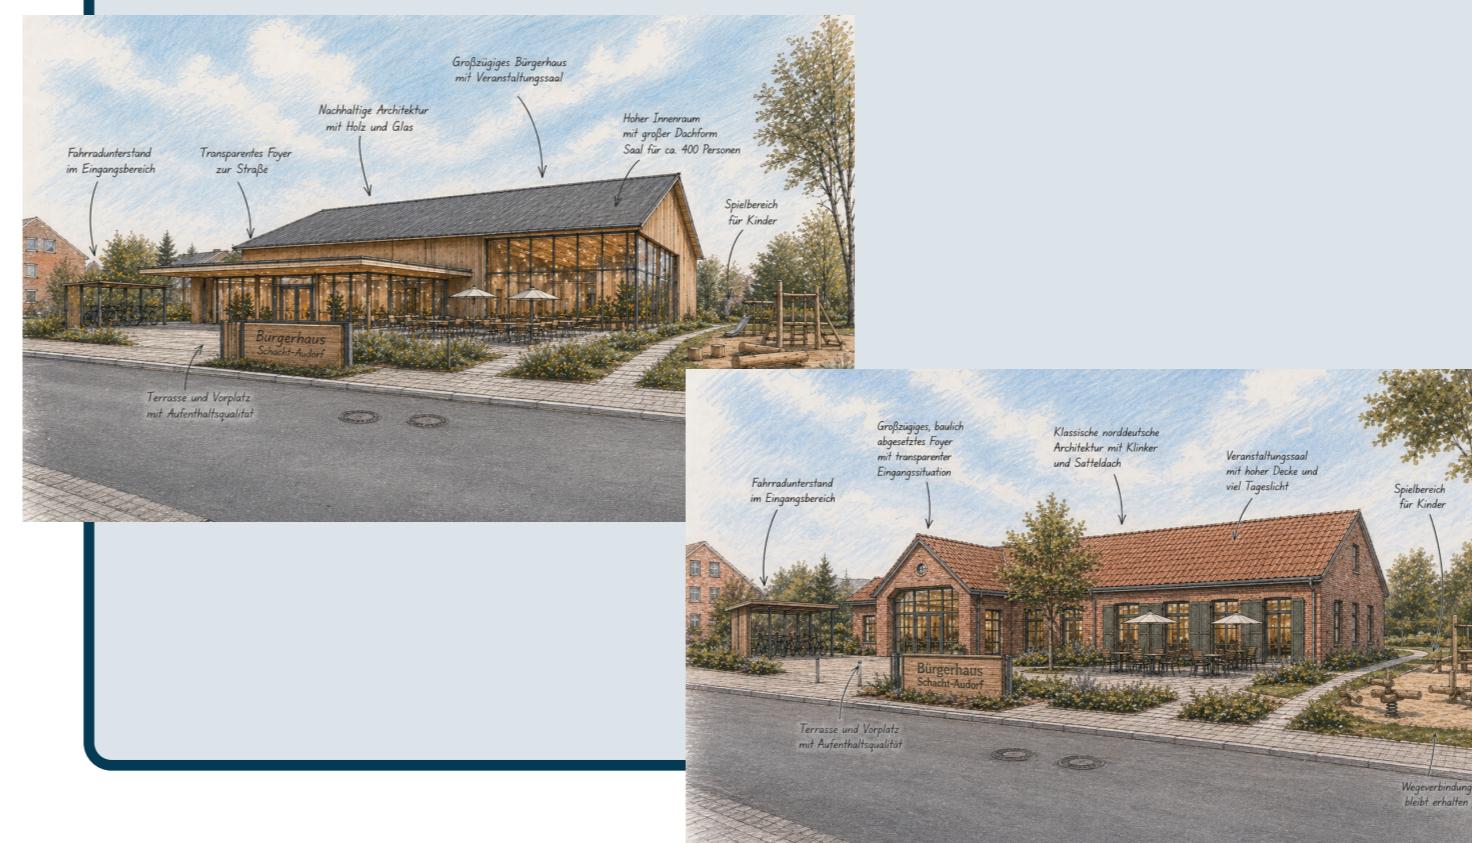 Großzügiges Bürgerhaus
mit Veranstaltungssaal
Nachhaltige Architektur
mit Holz und Glas
Hoher Innenraum
mit großer Dachform
Saal für ca. 400 Personen
Fahrradunterstand
im Eingangsbereich
Transparentes Foyer
zur Straße
Spielbereich
für Kinder
Bürgerhaus
Schacht-Audorf
Terrasse und Vorplatz
mit Aufenthaltsqualität
Großzügiges, baulich
abgesetztes Foyer
mit transparenter
Eingangssituation
Klassische norddeutsche
Architektur mit Klinker
und Satteldach
Veranstaltungssaal
mit hoher Decke und
viel Tageslicht
Fahrradunterstand
im Eingangsbereich
Spielbereich
für Kinder
Bürgerhaus
Schacht-Audorf
Terrasse und Vorplatz
mit Aufenthaltsqualität
Wegeverbindung
bleibt erhalten